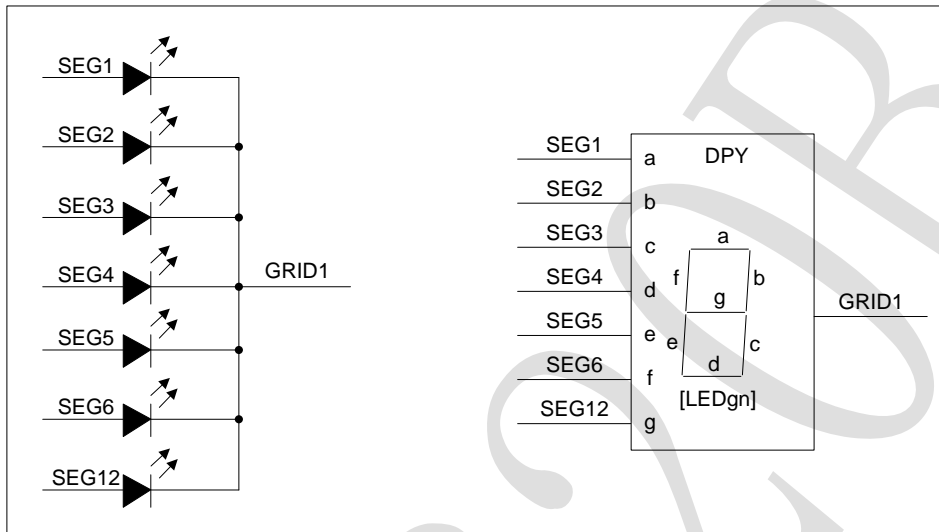 SEG1
SEG2
SEG3
SEG4
SEG5
SEG6
SEG12
GRID1
SEG1
SEG2
SEG3
SEG4
SEG5
SEG6
SEG12
a
b
c
d
e
f
g
DPY
a
f
b
g
e
c
d
[LEDgn]
GRID1